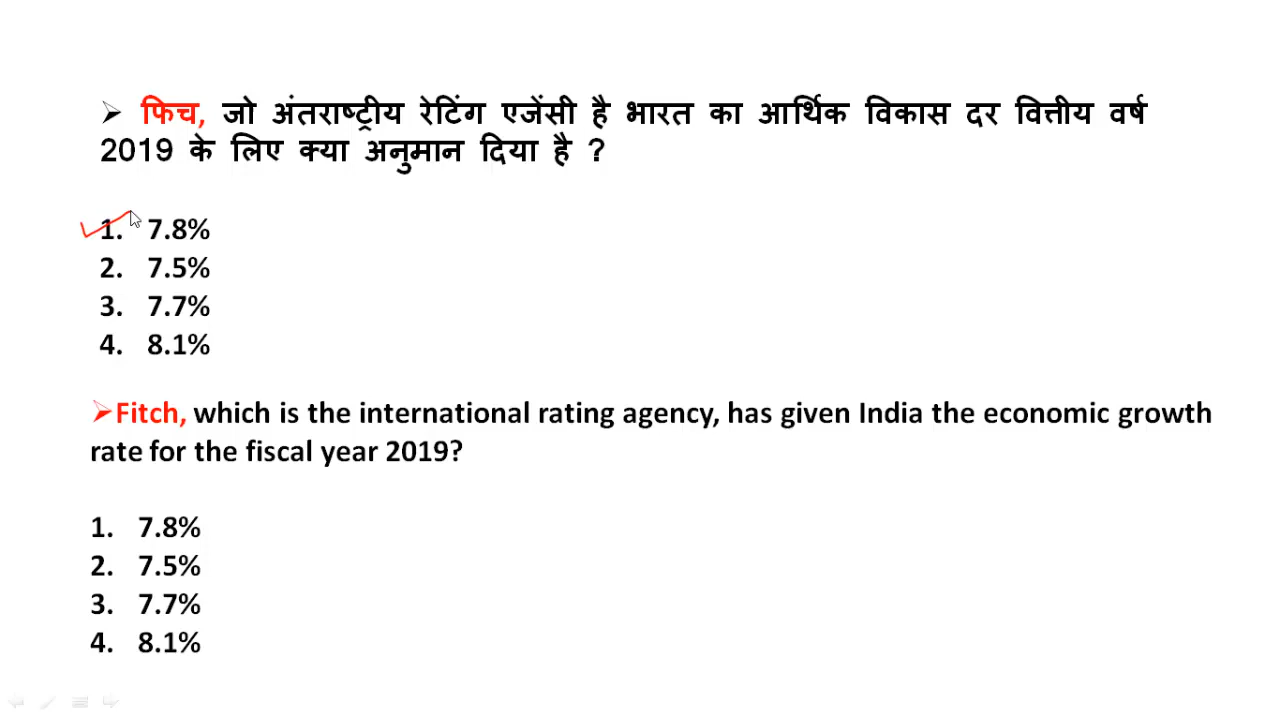 ➢ फिच, जो अंतराष्ट्रीय रेटिंग एजेंसी है भारत का आर्थिक विकास दर वित्तीय वर्ष
2019 के लिए क्या अनुमान दिया है ?
1. 7.8%
2. 7.5%
3. 7.7%
4. 8.1%
➢Fitch, which is the international rating agency, has given India the economic growth
rate for the fiscal year 2019?
1. 7.8%
2. 7.5%
3. 7.7%
4. 8.1%